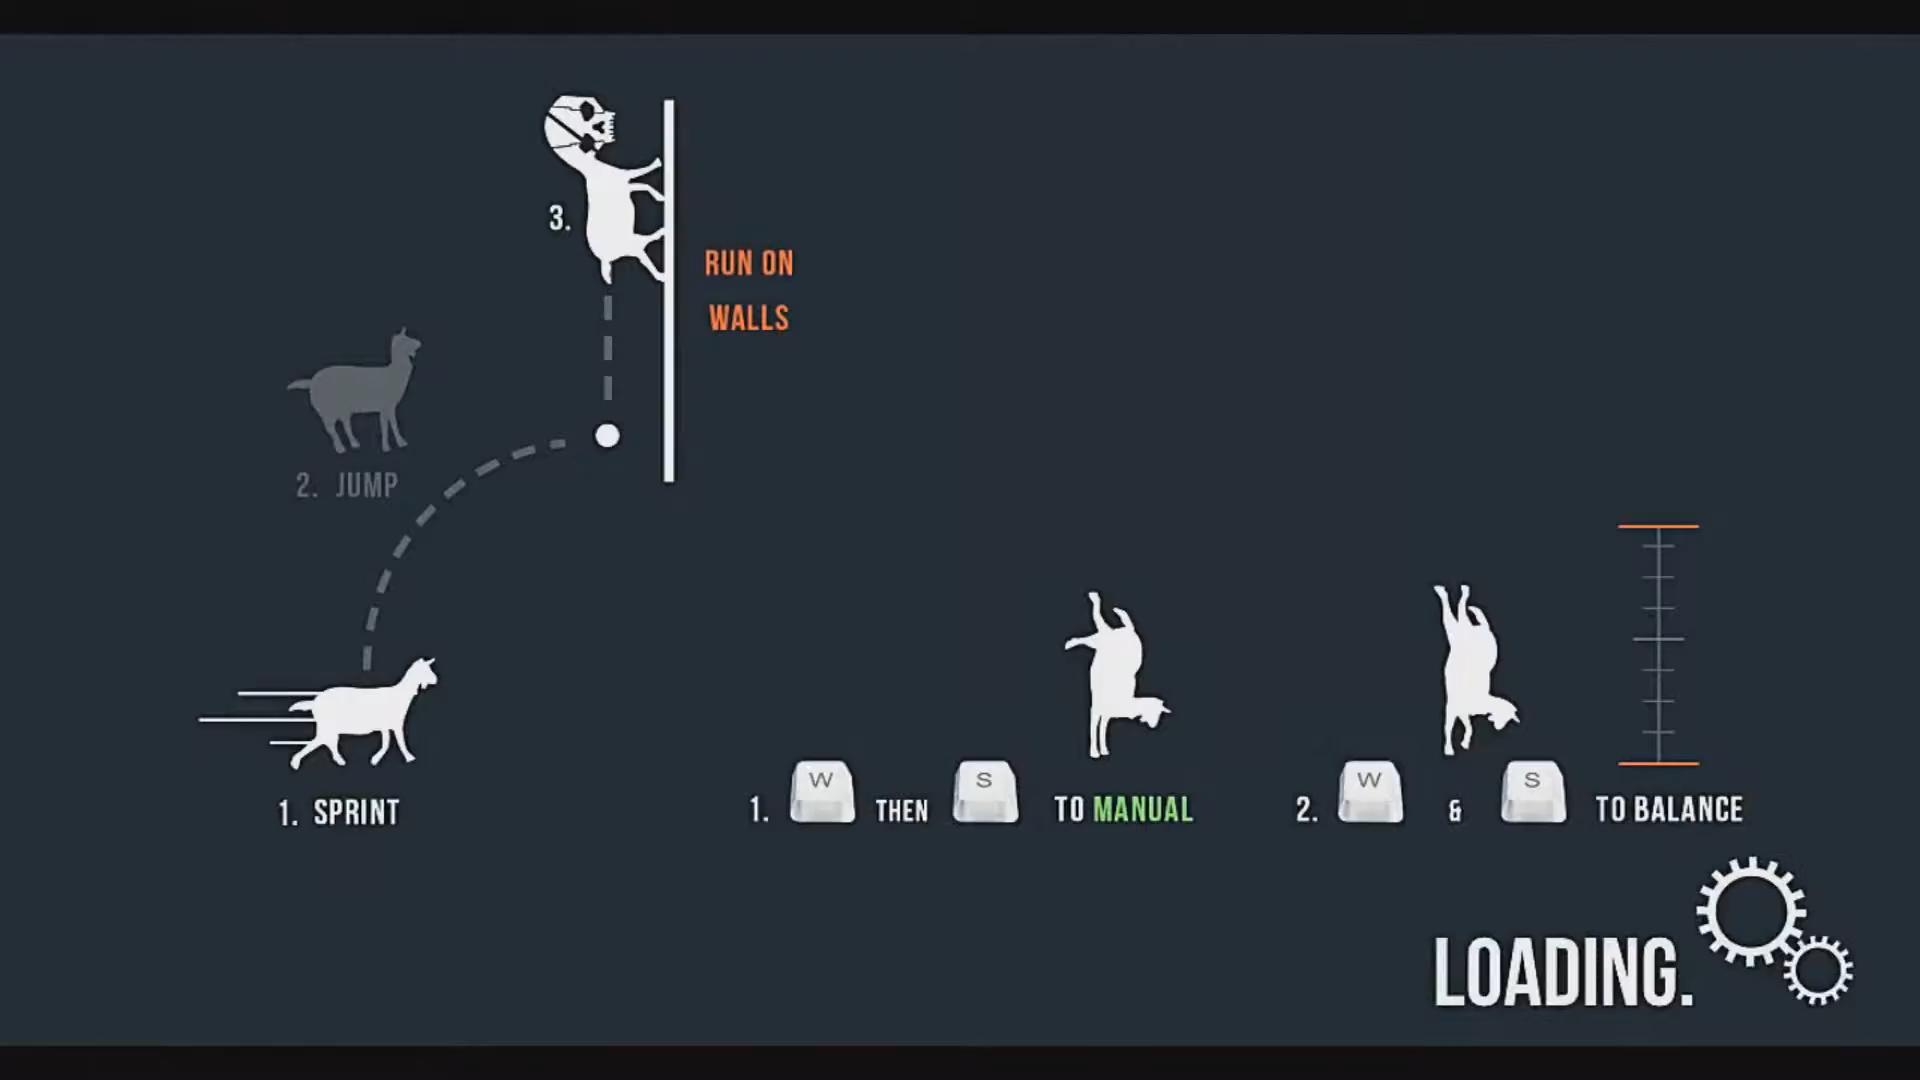 3.
RUN ON
WALLS
2. JUMP
1. SPRINT
1. W THEN S TO MANUAL
2. W & S TO BALANCE
LOADING.